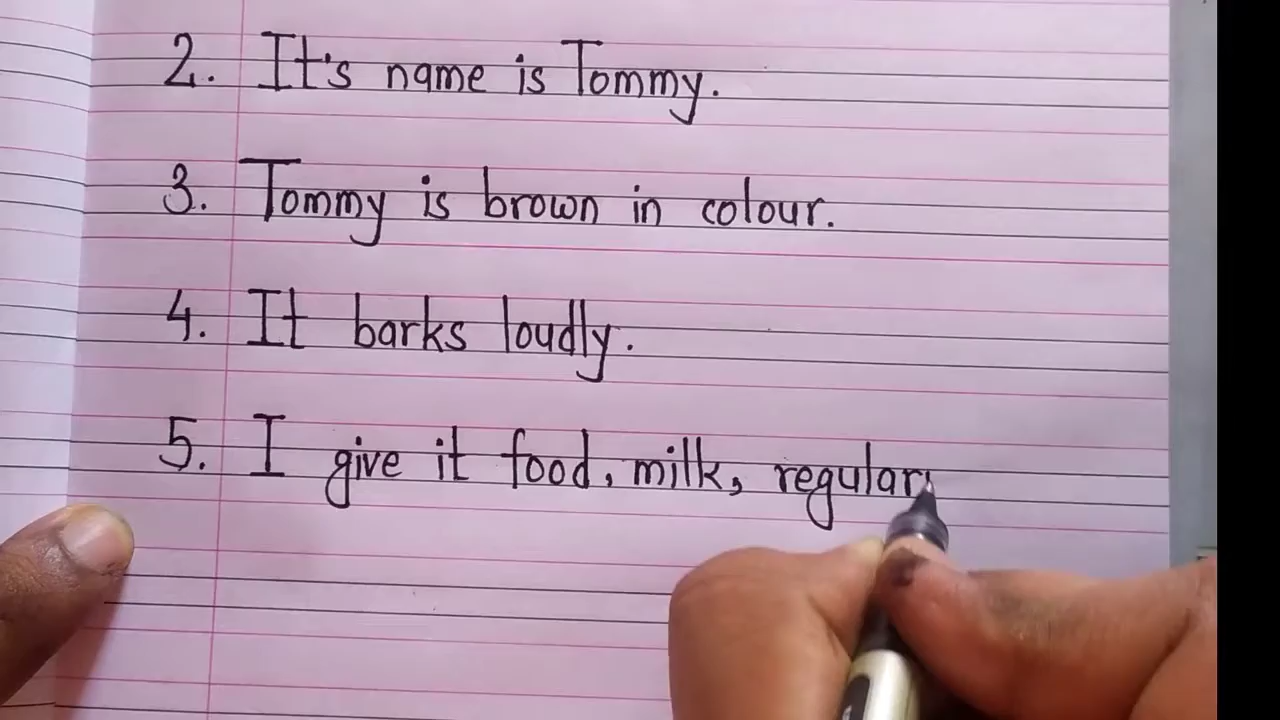 2. It's name is Tommy.
3. Tommy is brown in colour.
4. It barks loudly.
5. I give it food, milk, regular